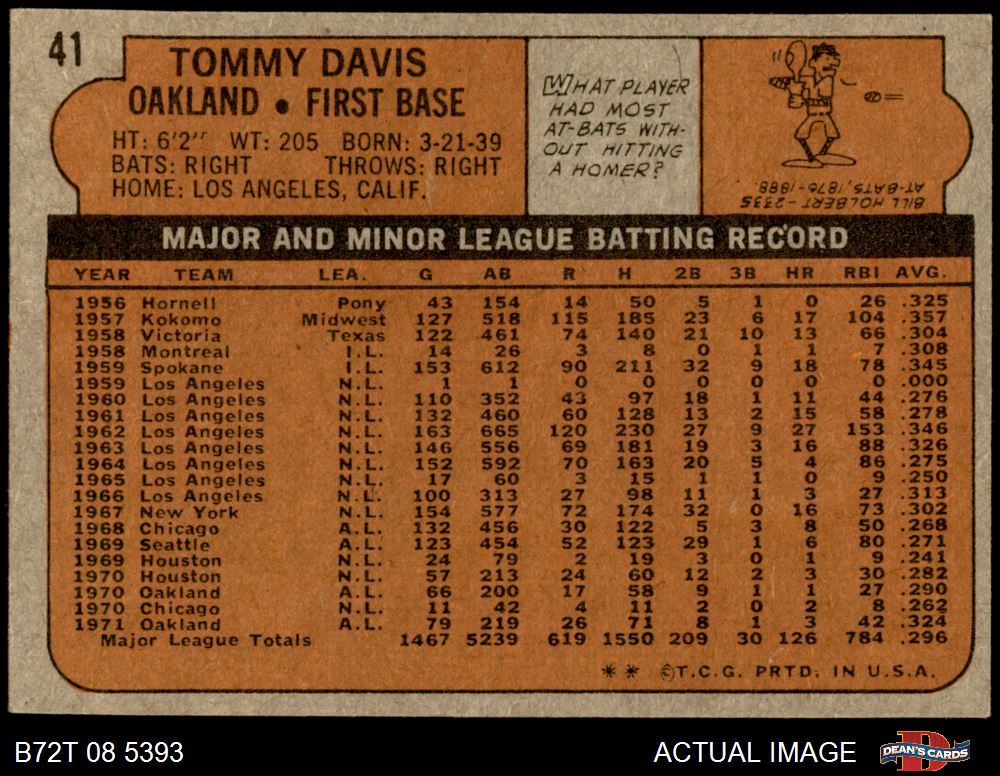 41
TOMMY DAVIS
OAKLAND • FIRST BASE
HT: 6'2" WT: 205 BORN: 3-21-39
BATS: RIGHT THROWS: RIGHT
HOME: LOS ANGELES, CALIF.
WHAT PLAYER
HAD MOST
AT-BATS WITH-
OUT HITTING
A HOMER?
BILL HOLBERT - 2335
AT-BATS, 1876-1888.
MAJOR AND MINOR LEAGUE BATTING RECORD
YEAR TEAM LEA. G AB R H 2B 3B HR RBI AVG.
1956 Hornell Pony 43 154 14 50 5 1 0 26 .325
1957 Kokomo Midwest 127 518 115 185 23 6 17 104 .357
1958 Victoria Texas 122 461 74 140 21 10 13 66 .304
1958 Montreal I.L. 14 26 3 8 0 1 1 7 .308
1959 Spokane I.L. 153 612 90 211 32 9 18 78 .345
1959 Los Angeles N.L. 1 1 0 0 0 0 0 0 .000
1960 Los Angeles N.L. 110 352 43 97 18 1 11 44 .276
1961 Los Angeles N.L. 132 460 60 128 13 2 15 58 .278
1962 Los Angeles N.L. 163 665 120 230 27 9 27 153 .346
1963 Los Angeles N.L. 146 556 69 181 19 3 16 88 .326
1964 Los Angeles N.L. 152 592 70 163 20 5 4 86 .275
1965 Los Angeles N.L. 17 60 3 15 1 1 0 9 .250
1966 Los Angeles N.L. 100 313 27 98 11 1 3 27 .313
1967 New York N.L. 154 577 72 174 32 0 16 73 .302
1968 Chicago A.L. 132 456 30 122 5 3 8 50 .268
1969 Seattle A.L. 123 454 52 123 29 1 6 80 .271
1969 Houston N.L. 24 79 2 19 3 0 1 9 .241
1970 Houston N.L. 57 213 24 60 12 2 3 30 .282
1970 Oakland A.L. 66 200 17 58 9 1 1 27 .290
1970 Chicago N.L. 11 42 4 11 2 0 2 8 .262
1971 Oakland A.L. 79 219 26 71 8 1 3 42 .324
Major League Totals 1467 5239 619 1550 209 30 126 784 .296
** ©T.C.G. PRTD. IN U.S.A.
B72T 08 5393
ACTUAL IMAGE
DEAN'S CARDS